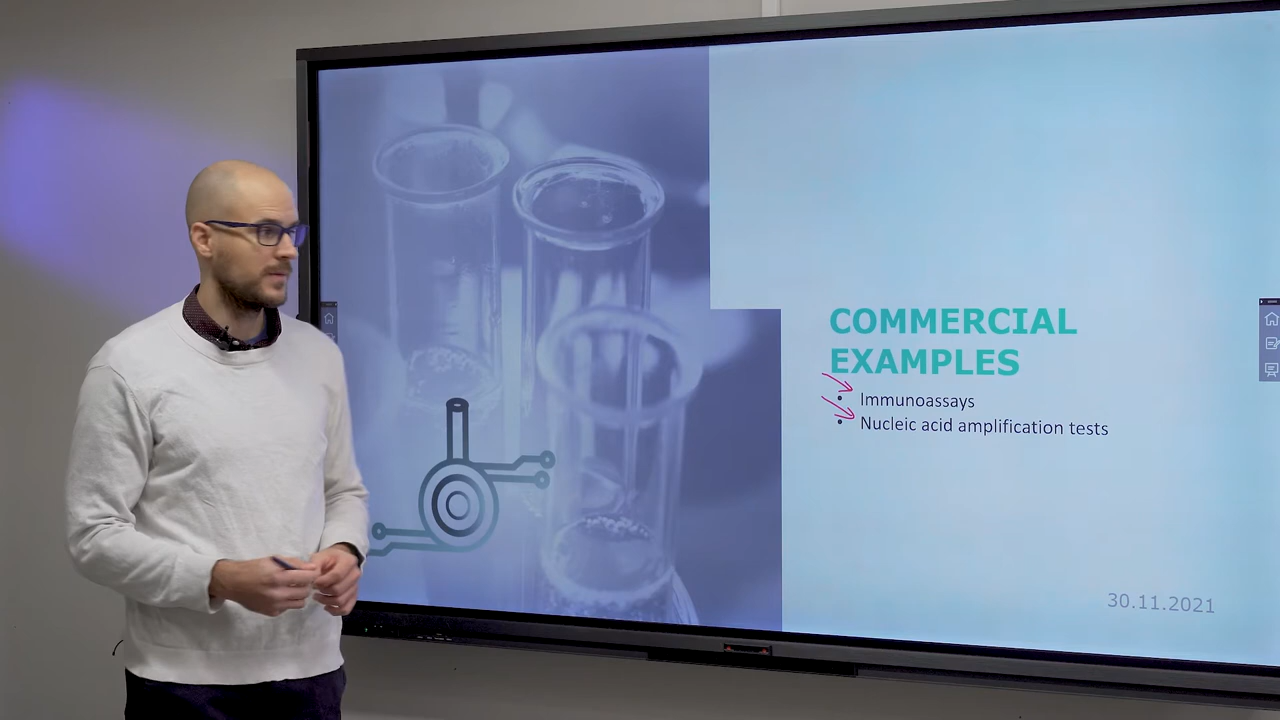 COMMERCIAL
EXAMPLES
• Immunoassays
• Nucleic acid amplification tests
30.11.2021